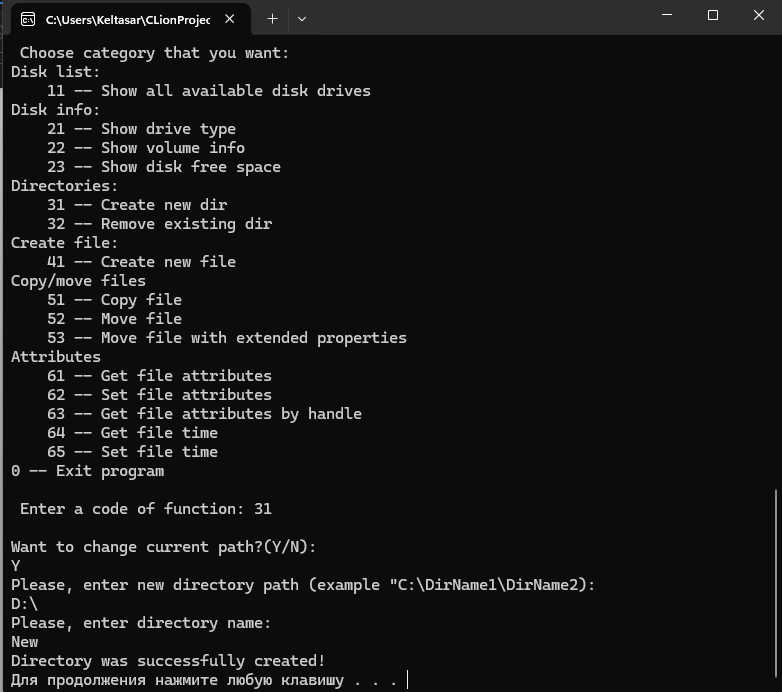 C:\Users\Keltasar\CLionProjec
Choose category that you want:
Disk list:
11 -- Show all available disk drives
Disk info:
21 -- Show drive type
22 -- Show volume info
23 -- Show disk free space
Directories:
31 -- Create new dir
32 -- Remove existing dir
Create file:
41 -- Create new file
Copy/move files
51 -- Copy file
52 -- Move file
53 -- Move file with extended properties
Attributes
61 -- Get file attributes
62 -- Set file attributes
63 -- Get file attributes by handle
64 -- Get file time
65 -- Set file time
0 -- Exit program
Enter a code of function: 31
Want to change current path?(Y/N):
Y
Please, enter new directory path (example "C:\DirName1\DirName2):
D:\
Please, enter directory name:
New
Directory was successfully created!
Для продолжения нажмите любую клавишу . . .